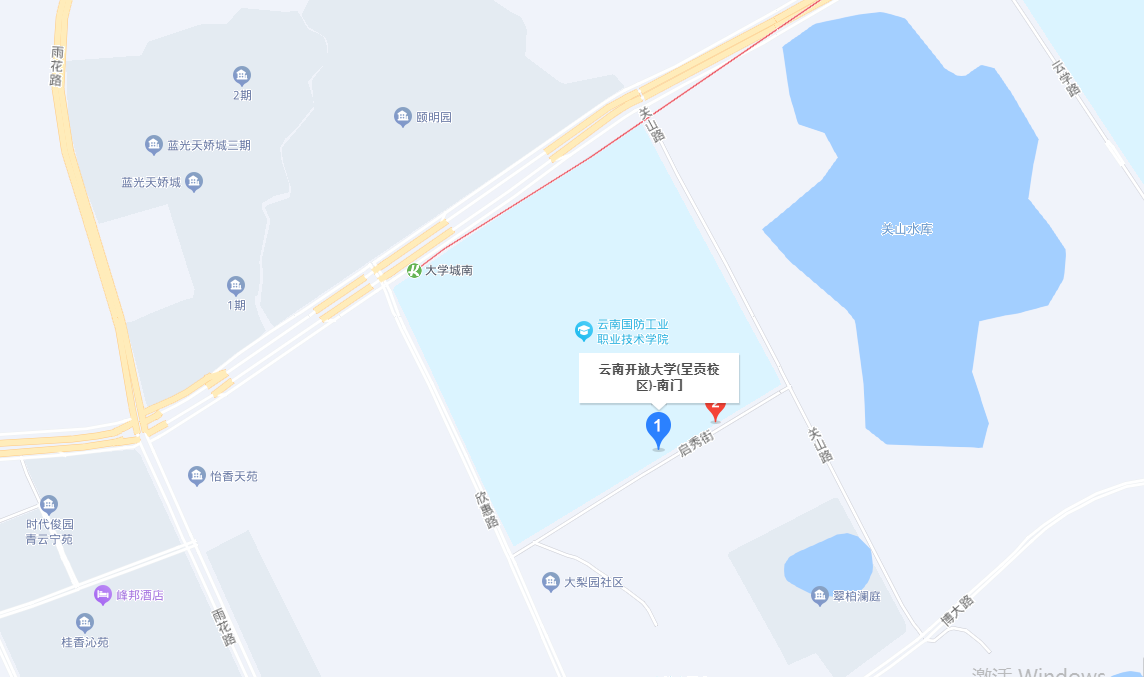 雨花路
2期
颐明园
蓝光天娇城三期
蓝光天娇城
关山路
云学路
关山水库
1期
大学城南
云南国防工业
职业技术学院
云南开放大学(呈贡校
区)-南门
2
1
启秀街
关山路
怡香天苑
欣惠路
时代俊园
青云宁苑
大梨园社区
峰邦酒店
翠柏澜庭
博大路
雨花路
桂香沁苑
激活 Windows